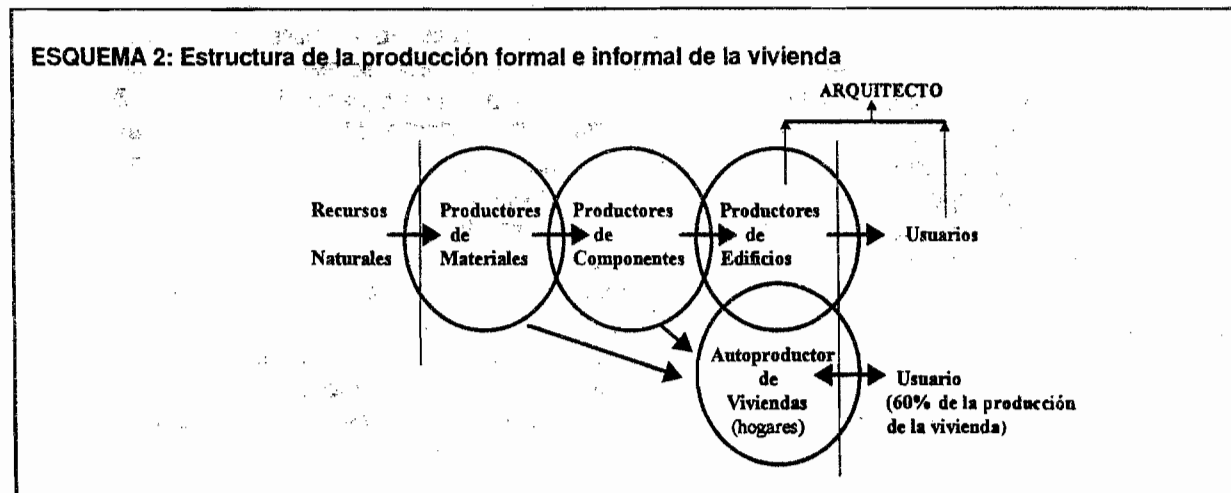 ESQUEMA 2: Estructura de la producción formal e informal de la vivienda
ARQUITECTO
Recursos
Naturales
Productores
de
Materiales
Productores
de
Componentes
Productores
de
Edificios
Usuarios
Autoproductor
de
Viviendas
(hogares)
Usuario
(60% de la producción
de la vivienda)